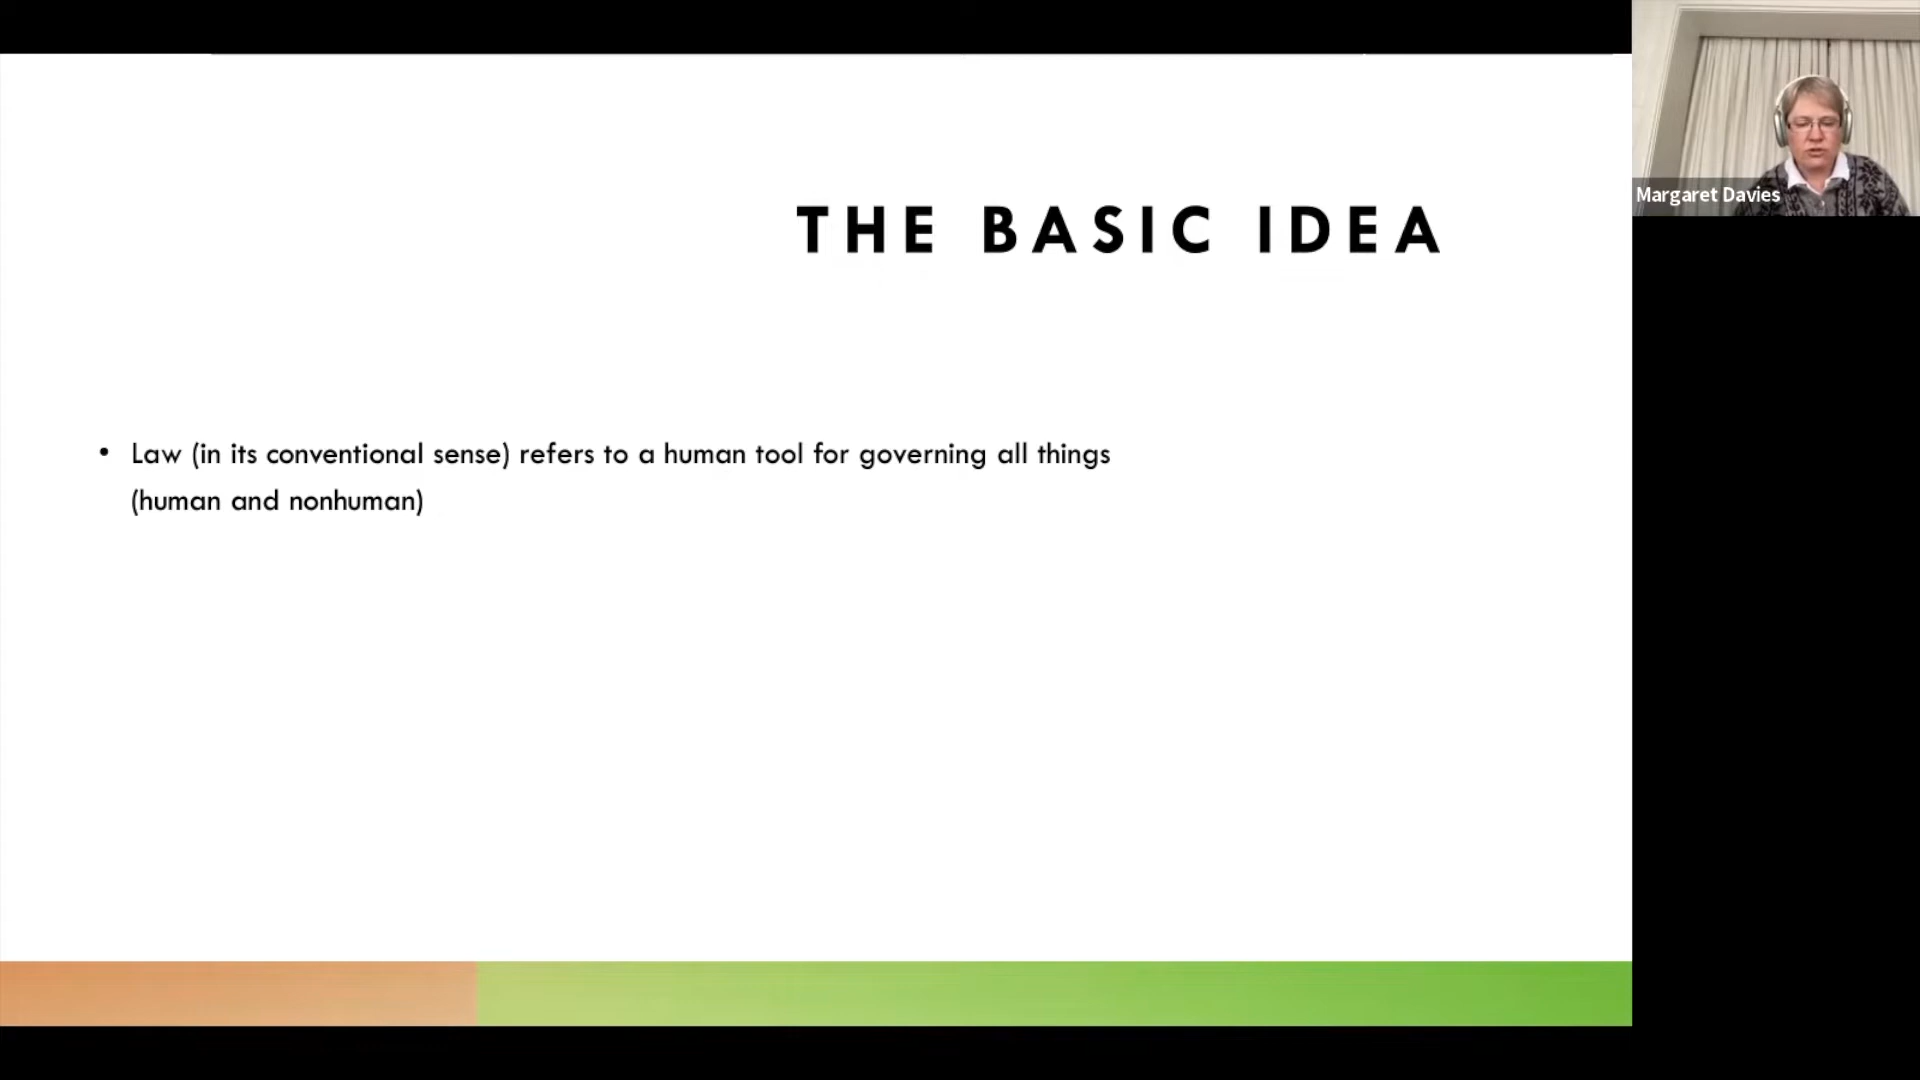 THE BASIC IDEA
• Law (in its conventional sense) refers to a human tool for governing all things
(human and nonhuman)
Margaret Davies